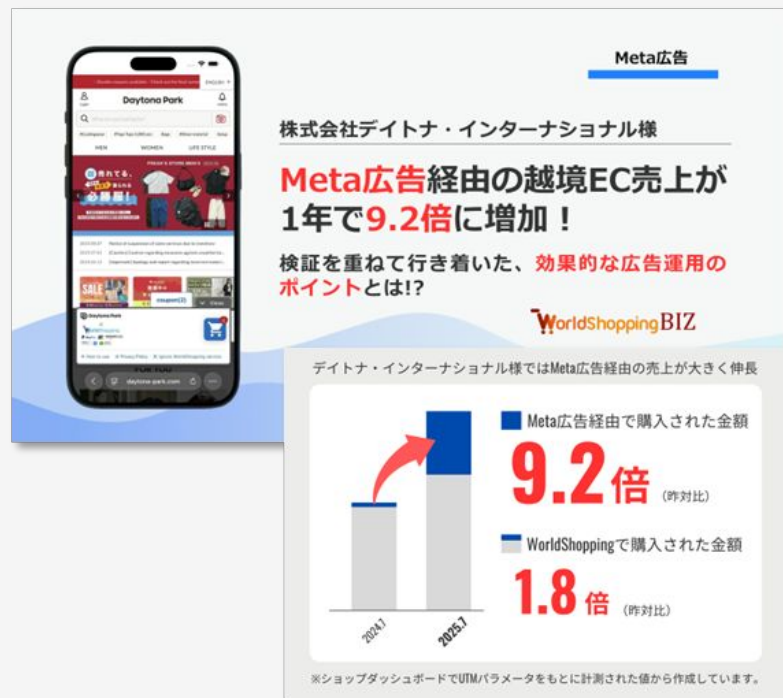 Meta広告
株式会社デイトナ・インターナショナル様
Meta広告経由の越境EC売上が
1年で9.2倍に増加！
検証を重ねて行き着いた、効果的な広告運用の
ポイントとは!?
WorldShoppingBIZ
ENGLISH
Daytona Park
MEN WOMEN LIFE STYLE
売れてる。
SALE
coupon(2)
Daytona Park
WorldShopping
daytona-park.com
デイトナ・インターナショナル様ではMeta広告経由の売上が大きく伸長
Meta広告経由で購入された金額
9.2倍（昨対比）
WorldShoppingで購入された金額
1.8倍（昨対比）
2024.7
2025.7
※ショップダッシュボードでUTMパラメータをもとに計測された値から作成しています。